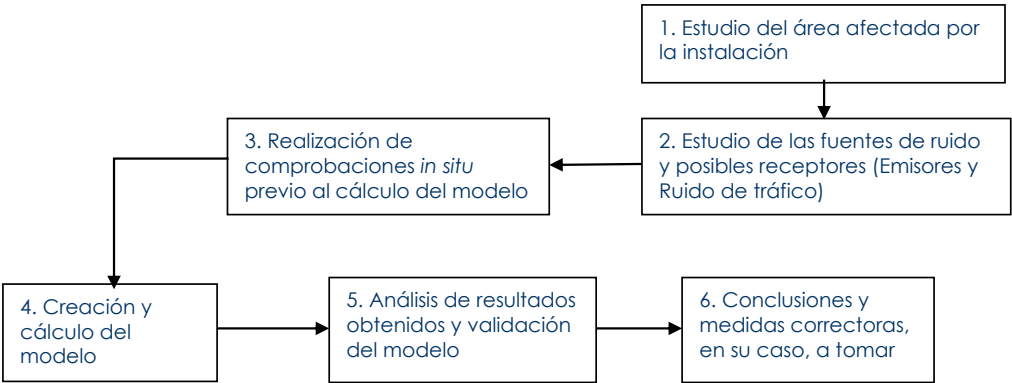 1. Estudio del área afectada por
la instalación
2. Estudio de las fuentes de ruido
y posibles receptores (Emisores y
Ruido de tráfico)
3. Realización de
comprobaciones in situ
previo al cálculo del modelo
4. Creación y
cálculo del
modelo
5. Análisis de resultados
obtenidos y validación
del modelo
6. Conclusiones y
medidas correctoras,
en su caso, a tomar